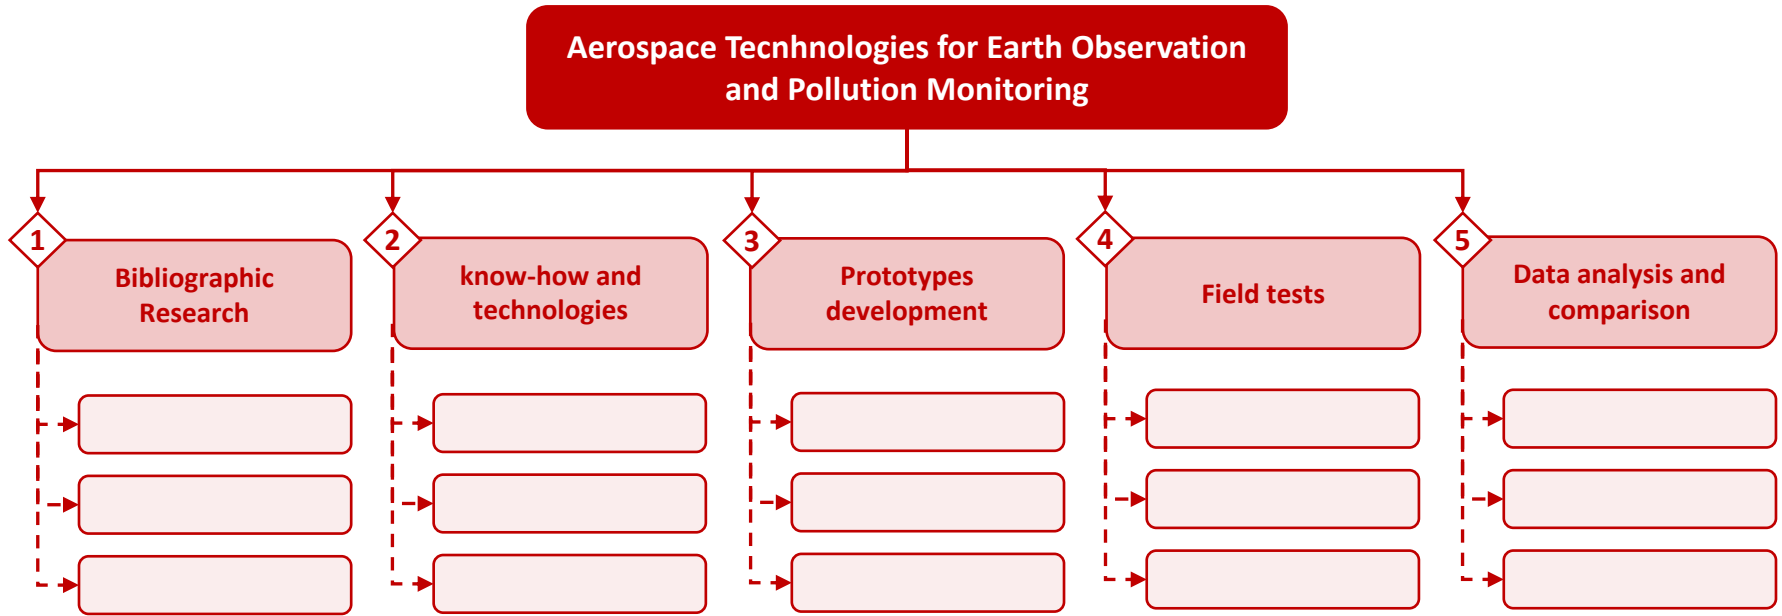 Aerospace Tecnhnologies for Earth Observation
and Pollution Monitoring
1
Bibliographic
Research
2
know-how and
technologies
3
Prototypes
development
4
Field tests
5
Data analysis and
comparison